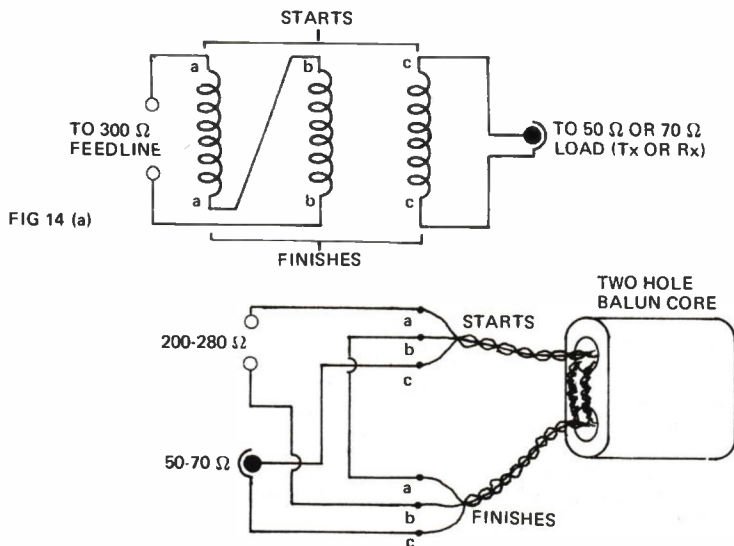 STARTS
a b c
TO 300 Ω
FEEDLINE
TO 50 Ω OR 70 Ω
LOAD (Tx OR Rx)
a b c
FIG 14 (a)
FINISHES
TWO HOLE
BALUN CORE
200-280 Ω
a
STARTS
b
c
50-70 Ω
a
b
FINISHES
c